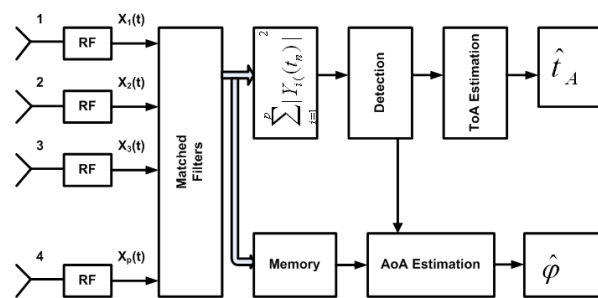 1
RF
X1(t)
2
RF
X2(t)
3
RF
X3(t)
4
RF
Xp(t)
Matched
Filters
p
∑|Yi((tn)|2
i=1
Detection
ToA Estimation
t̂A
Memory
AoA Estimation
φ̂